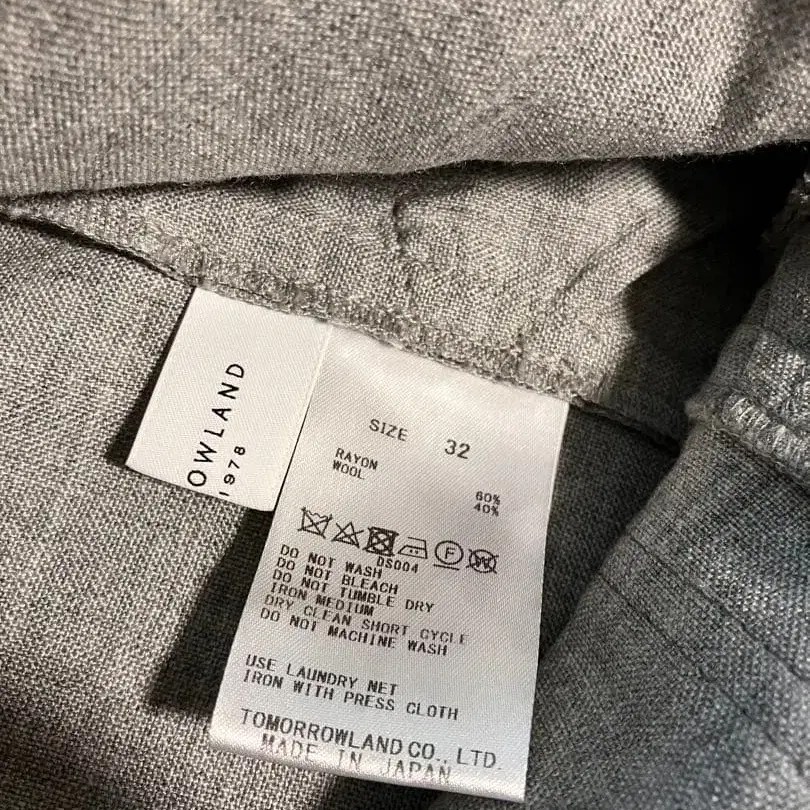 OWLAND
1978
SIZE 32
RAYON 60%
WOOL 40%
F W
DS004
DO NOT WASH
DO NOT BLEACH
DO NOT TUMBLE DRY
IRON MEDIUM
DRY CLEAN SHORT CYCLE
DO NOT MACHINE WASH
USE LAUNDRY NET
IRON WITH PRESS CLOTH
TOMORROWLAND CO., LTD.
MADE IN JAPAN